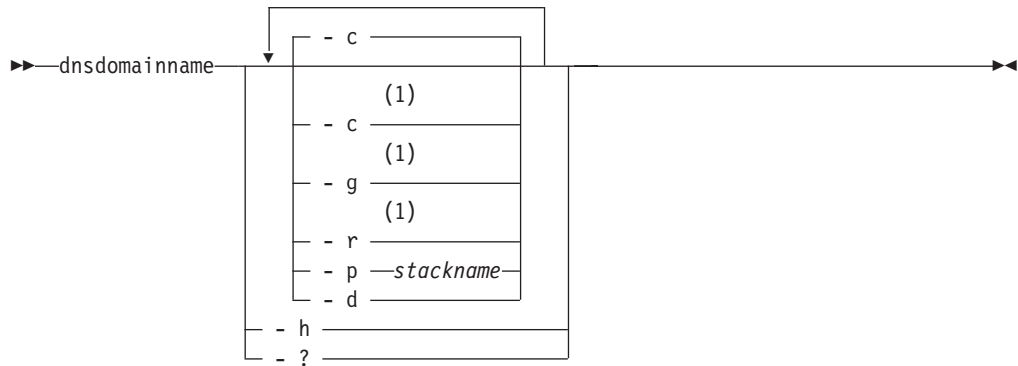 - c
dnsdomainname
(1)
- c
(1)
- g
(1)
- r
- p stackname
- d
- h
- ?